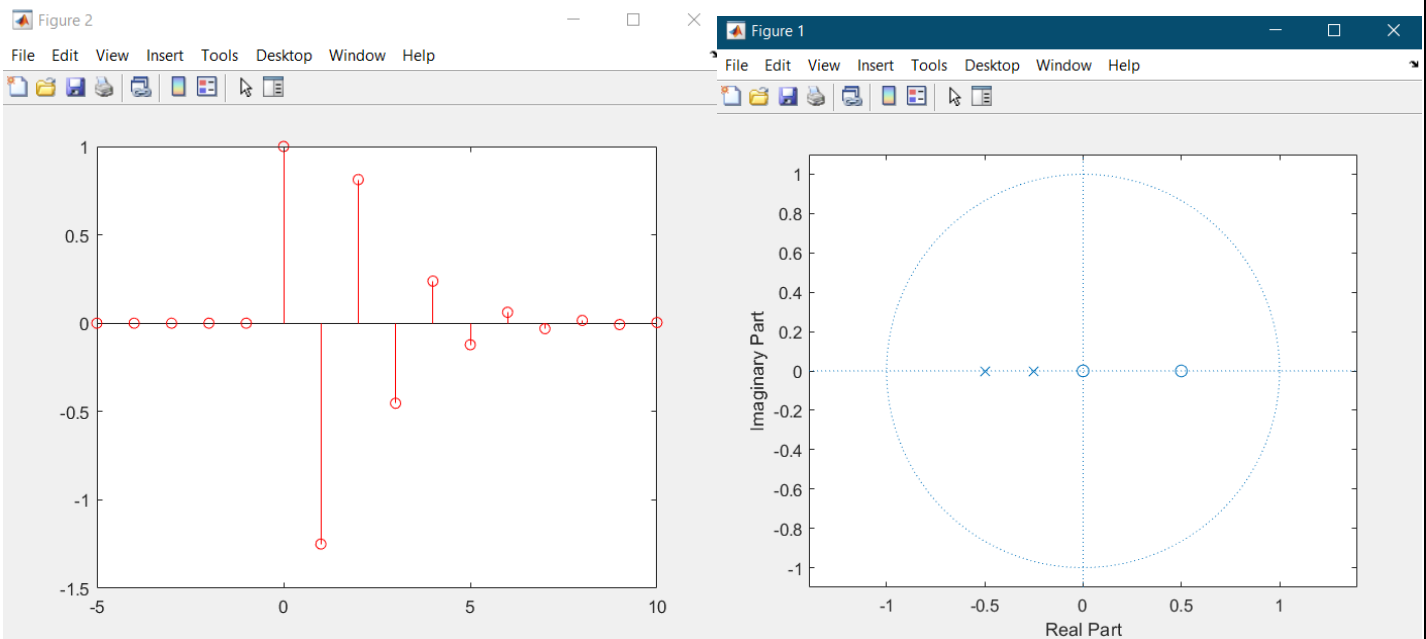 Figure 2
File Edit View Insert Tools Desktop Window Help
1
0.5
0
-0.5
-1
-1.5
-5 0 5 10
Figure 1
File Edit View Insert Tools Desktop Window Help
Imaginary Part
1
0.8
0.6
0.4
0.2
0
-0.2
-0.4
-0.6
-0.8
-1
-1 -0.5 0 0.5 1
Real Part